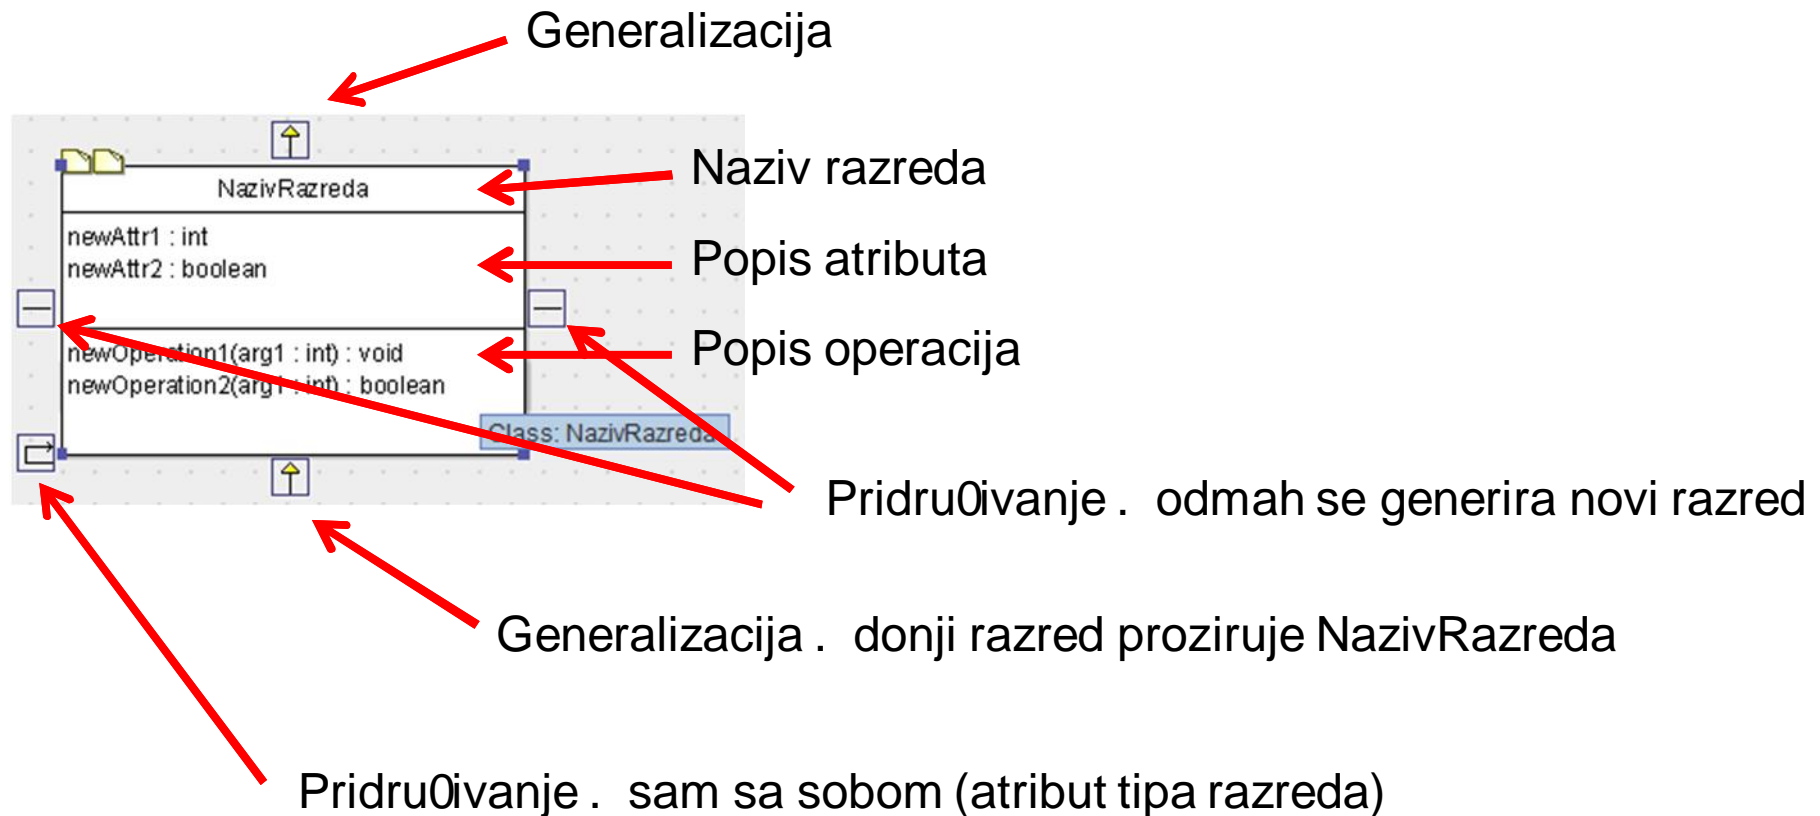 Generalizacija
Naziv razreda
NazivRazreda
newAttr1 : int
newAttr2 : boolean
Popis atributa
newOperation1(arg1 : int) : void
newOperation2(arg1 : int) : boolean
Popis operacija
Class: NazivRazreda
Pridru0ivanje . odmah se generira novi razred
Generalizacija . donji razred proziruje NazivRazreda
Pridru0ivanje . sam sa sobom (atribut tipa razreda)